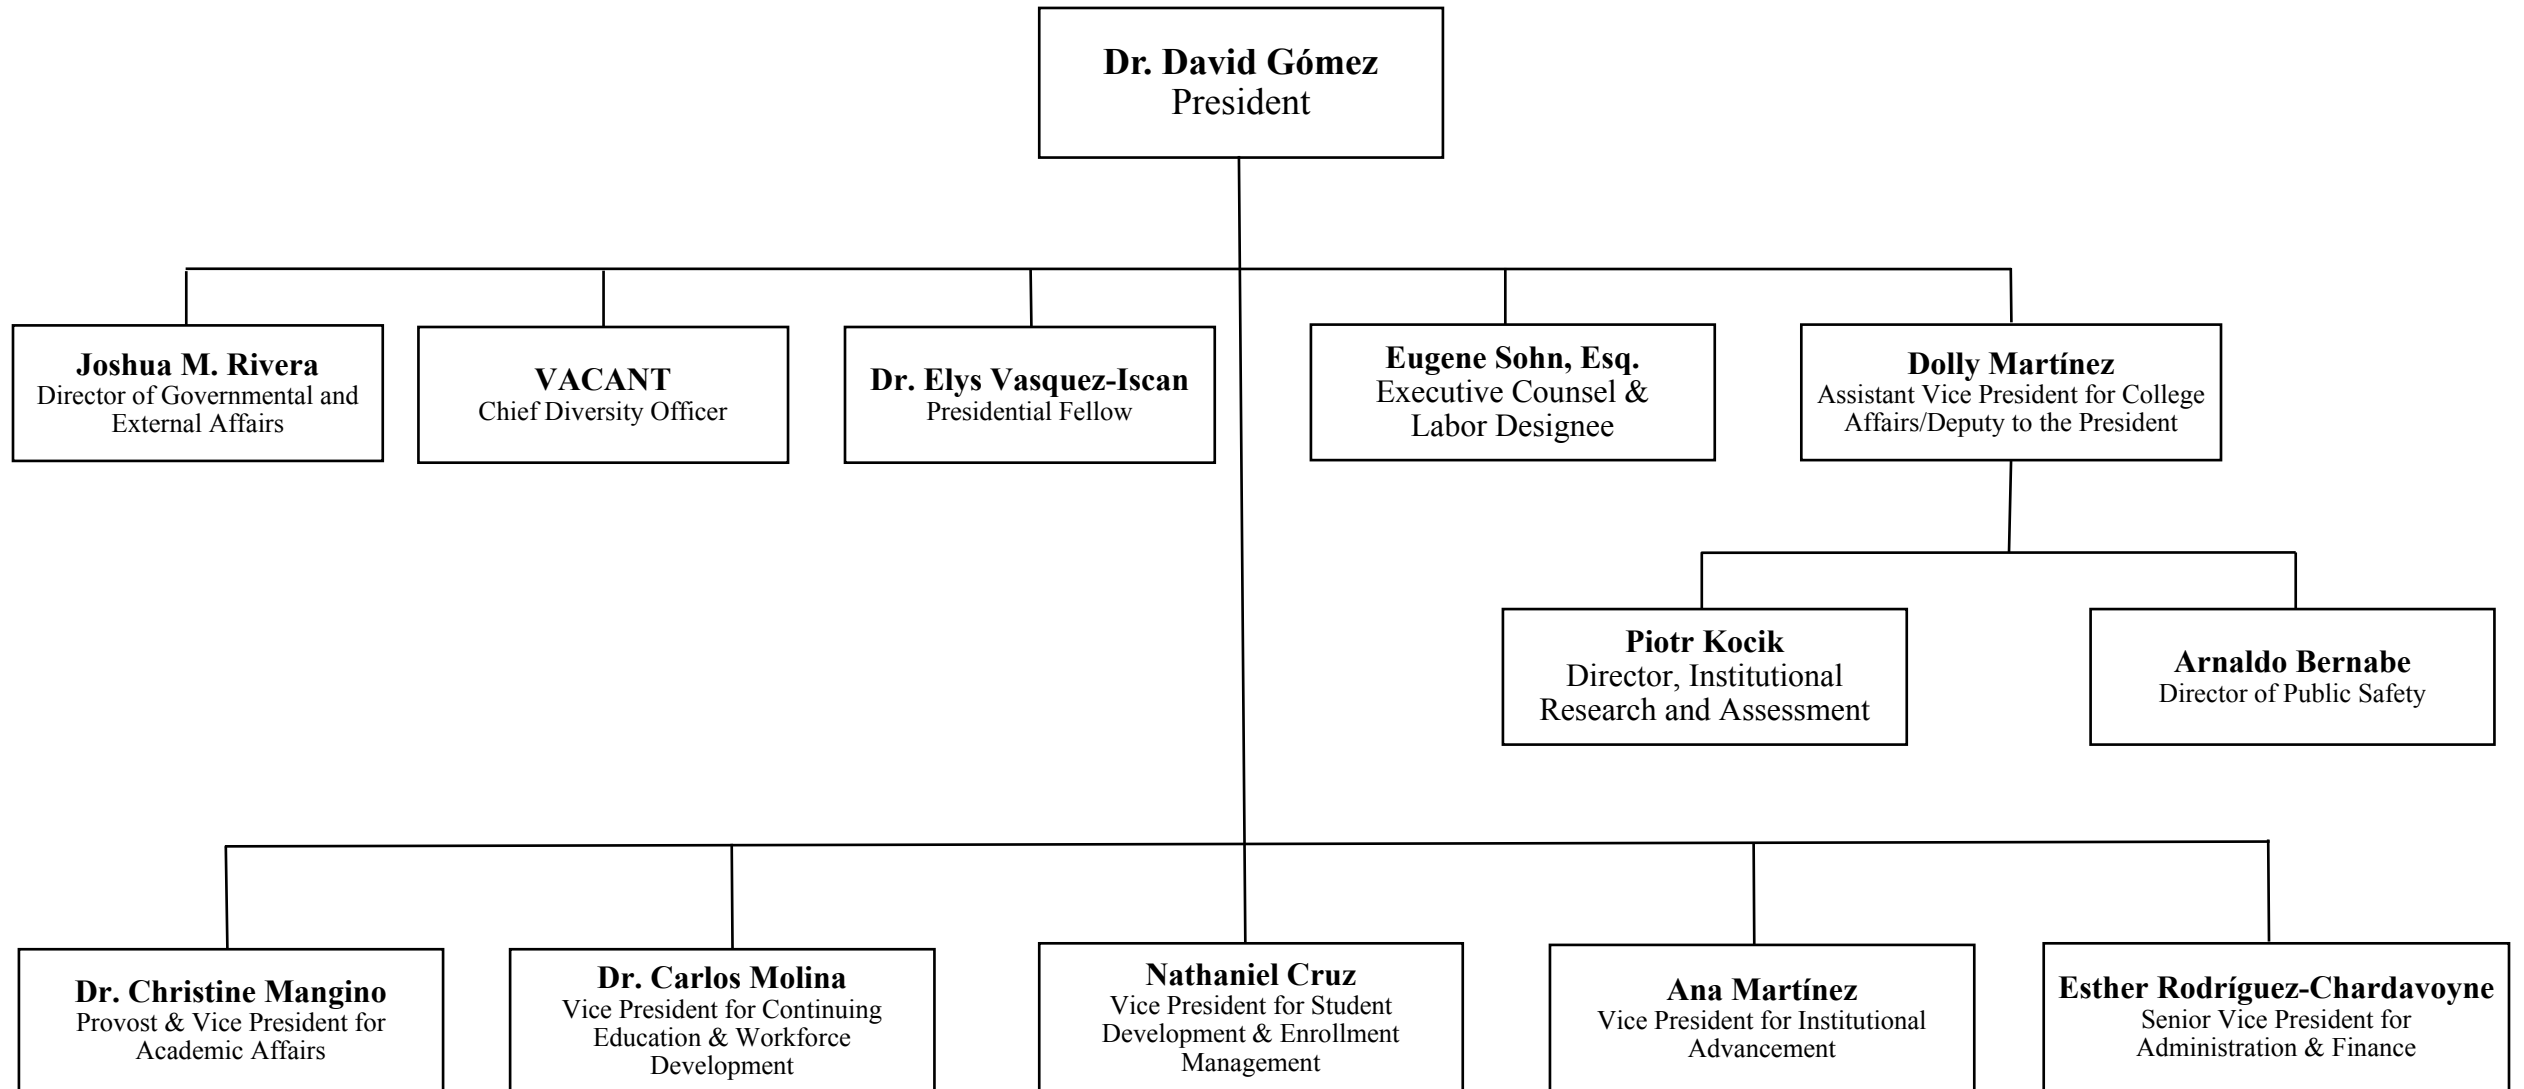 Dr. David Gómez
President
Joshua M. Rivera
Director of Governmental and
External Affairs
VACANT
Chief Diversity Officer
Dr. Elys Vasquez-Iscan
Presidential Fellow
Eugene Sohn, Esq.
Executive Counsel &
Labor Designee
Dolly Martínez
Assistant Vice President for College
Affairs/Deputy to the President
Piotr Kocik
Director, Institutional
Research and Assessment
Arnaldo Bernabe
Director of Public Safety
Dr. Christine Mangino
Provost & Vice President for
Academic Affairs
Dr. Carlos Molina
Vice President for Continuing
Education & Workforce
Development
Nathaniel Cruz
Vice President for Student
Development & Enrollment
Management
Ana Martínez
Vice President for Institutional
Advancement
Esther Rodríguez-Chardavoyne
Senior Vice President for
Administration & Finance